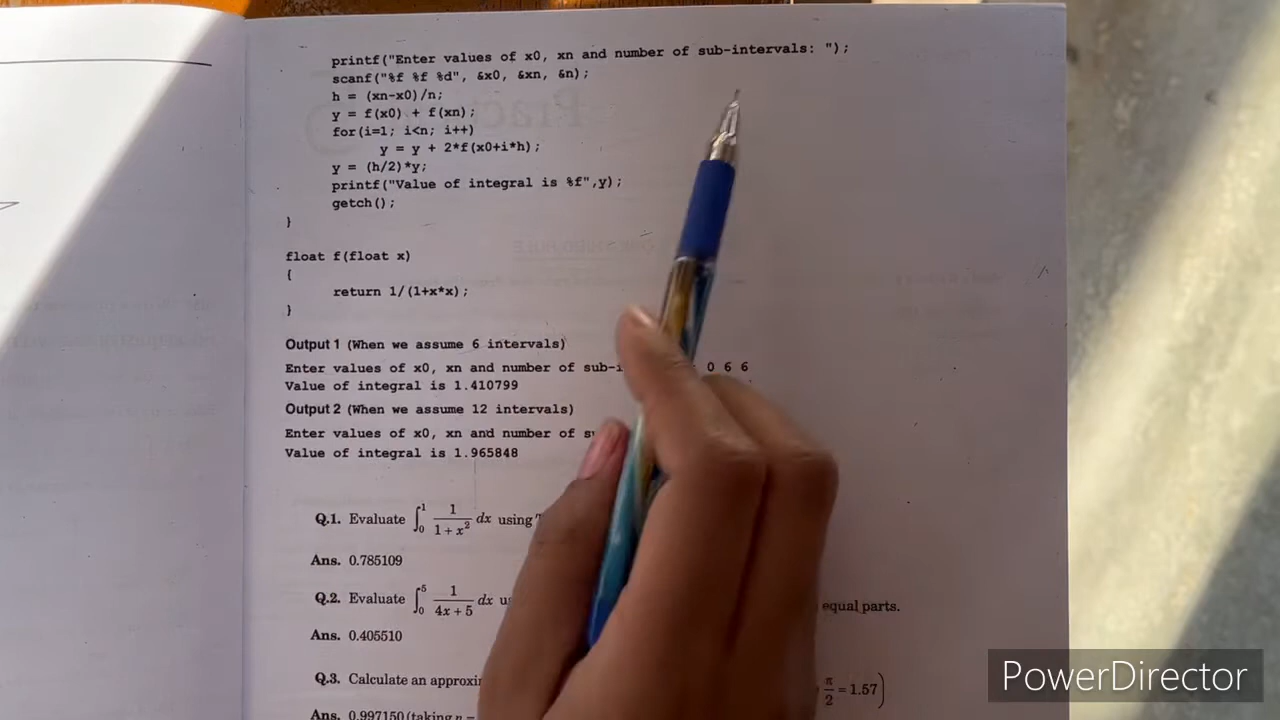 printf("Enter values of x0, xn and number of sub-intervals: ");
scanf("%f %f %d", &x0, &xn, &n);
h = (xn-x0)/n;
y = f(x0) + f(xn);
for(i=1; i<n; i++)
y = y + 2*f(x0+i*h);
y = (h/2)*y;
printf("Value of integral is %f",y);
getch();
}
float f(float x)
{
return 1/(1+x*x);
}
Output 1 (When we assume 6 intervals)
Enter values of x0, xn and number of 0 6 6
Value of integral is 1.410799
Output 2 (When we assume 12 intervals)
Enter values of x0, xn and number of
Value of integral is 1.965848
Q.1. Evaluate ∫₀¹ 1/(1+x²) dx using
Ans. 0.785109
Q.2. Evaluate ∫₀⁵ 1/(4x+5) dx equal parts.
Ans. 0.405510
Q.3. Calculate an π/2 = 1.57)
Ans. 0.997150 (taking
PowerDirector